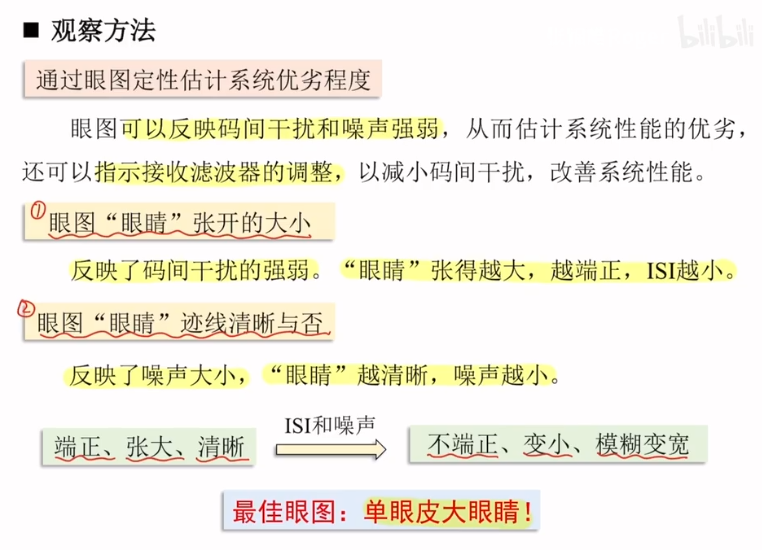 ■ 观察方法
bilibili
通过眼图定性估计系统优劣程度
眼图可以反映码间干扰和噪声强弱，从而估计系统性能的优劣，
还可以指示接收滤波器的调整，以减小码间干扰，改善系统性能。
① 眼图“眼睛”张开的大小
反映了码间干扰的强弱。“眼睛”张得越大，越端正，ISI越小。
② 眼图“眼睛”迹线清晰与否
反映了噪声大小，“眼睛”越清晰，噪声越小。
端正、张大、清晰
ISI和噪声
不端正、变小、模糊变宽
最佳眼图：单眼皮大眼睛！